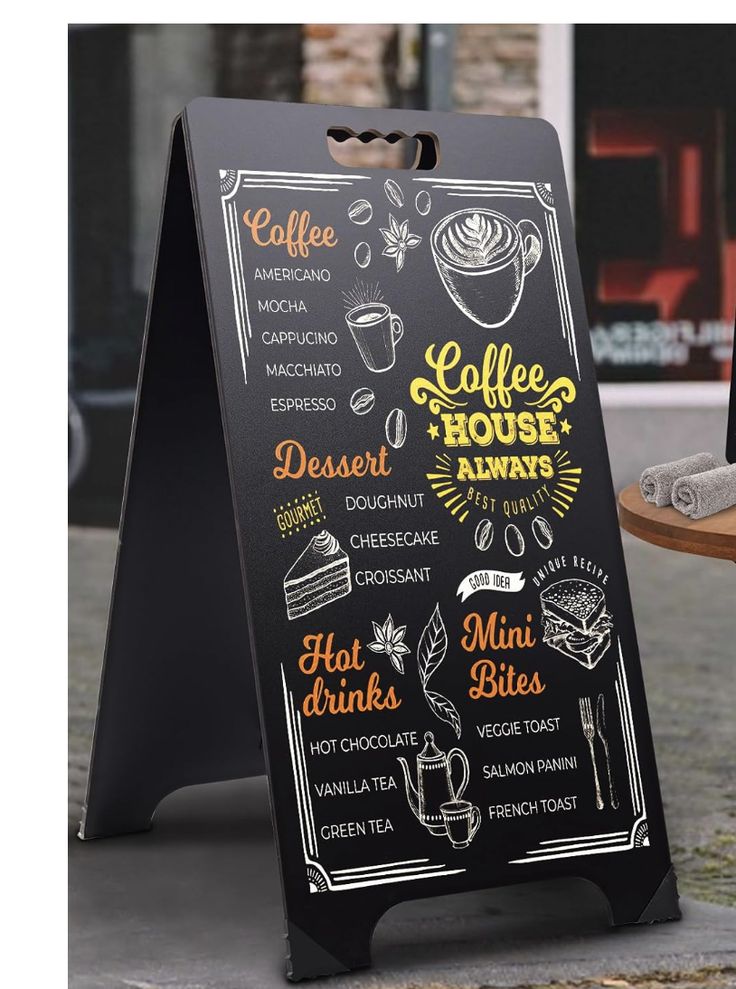 Coffee
AMERICANO
MOCHA
CAPPUCINO
MACCHIATO
ESPRESSO
Coffee
HOUSE
ALWAYS
BEST QUALITY
Dessert
GOURMET
DOUGHNUT
CHEESECAKE
CROISSANT
GOOD IDEA
UNIQUE RECIPE
Hot
drinks
HOT CHOCOLATE
VANILLA TEA
GREEN TEA
Mini
Bites
VEGGIE TOAST
SALMON PANINI
FRENCH TOAST